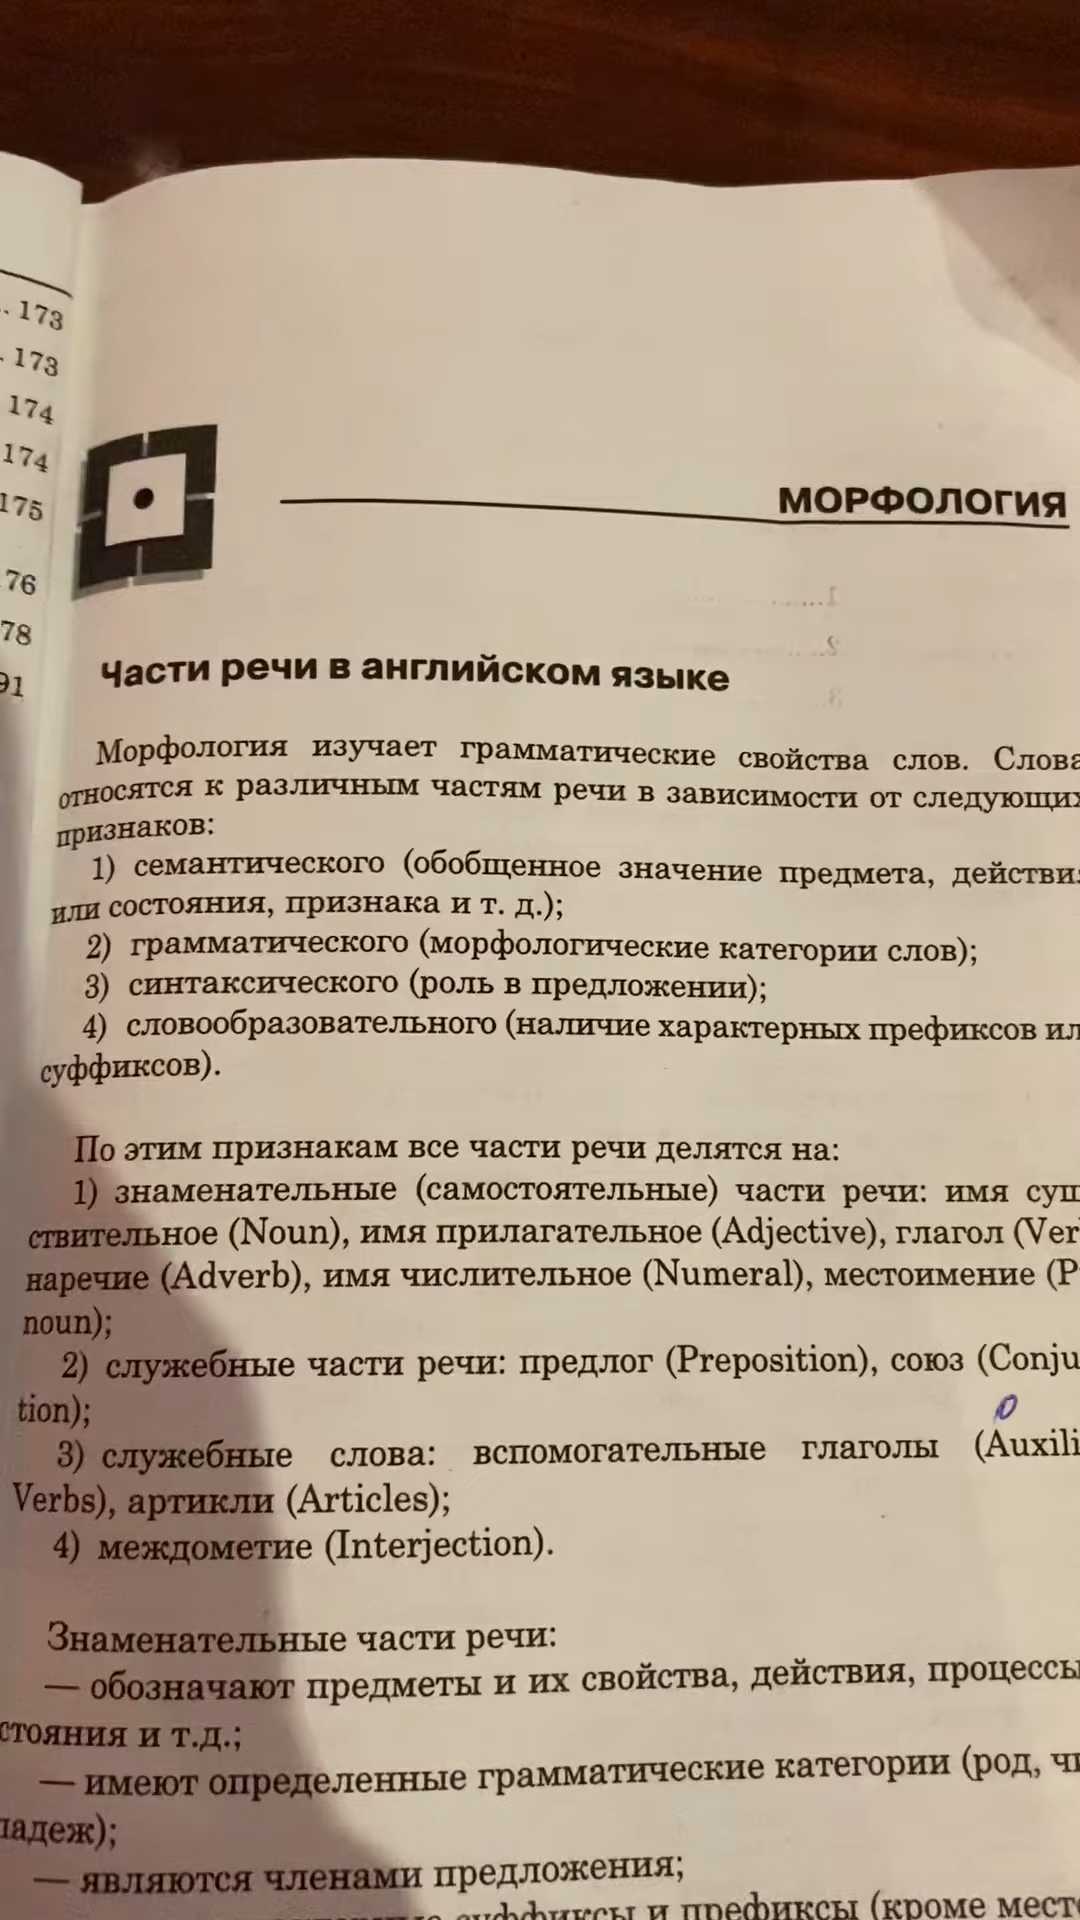 173
173
174
174
175
76
78
91
МОРФОЛОГИЯ
Части речи в английском языке
Морфология изучает грамматические свойства слов. Слова
относятся к различным частям речи в зависимости от следующих
признаков:
1) семантического (обобщенное значение предмета, действия
или состояния, признака и т. д.);
2) грамматического (морфологические категории слов);
3) синтаксического (роль в предложении);
4) словообразовательного (наличие характерных префиксов ил
суффиксов).
По этим признакам все части речи делятся на:
1) знаменательные (самостоятельные) части речи: имя сущ
ствительное (Noun), имя прилагательное (Adjective), глагол (Ver
наречие (Adverb), имя числительное (Numeral), местоимение (P
noun);
2) служебные части речи: предлог (Preposition), союз (Conju
tion);
3) служебные слова: вспомогательные глаголы (Auxili
Verbs), артикли (Articles);
4) междометие (Interjection).
Знаменательные части речи:
— обозначают предметы и их свойства, действия, процессы
стояния и т.д.;
— имеют определенные грамматические категории (род, чи
падеж);
— являются членами предложения;
суффиксы и префиксы (кроме мест